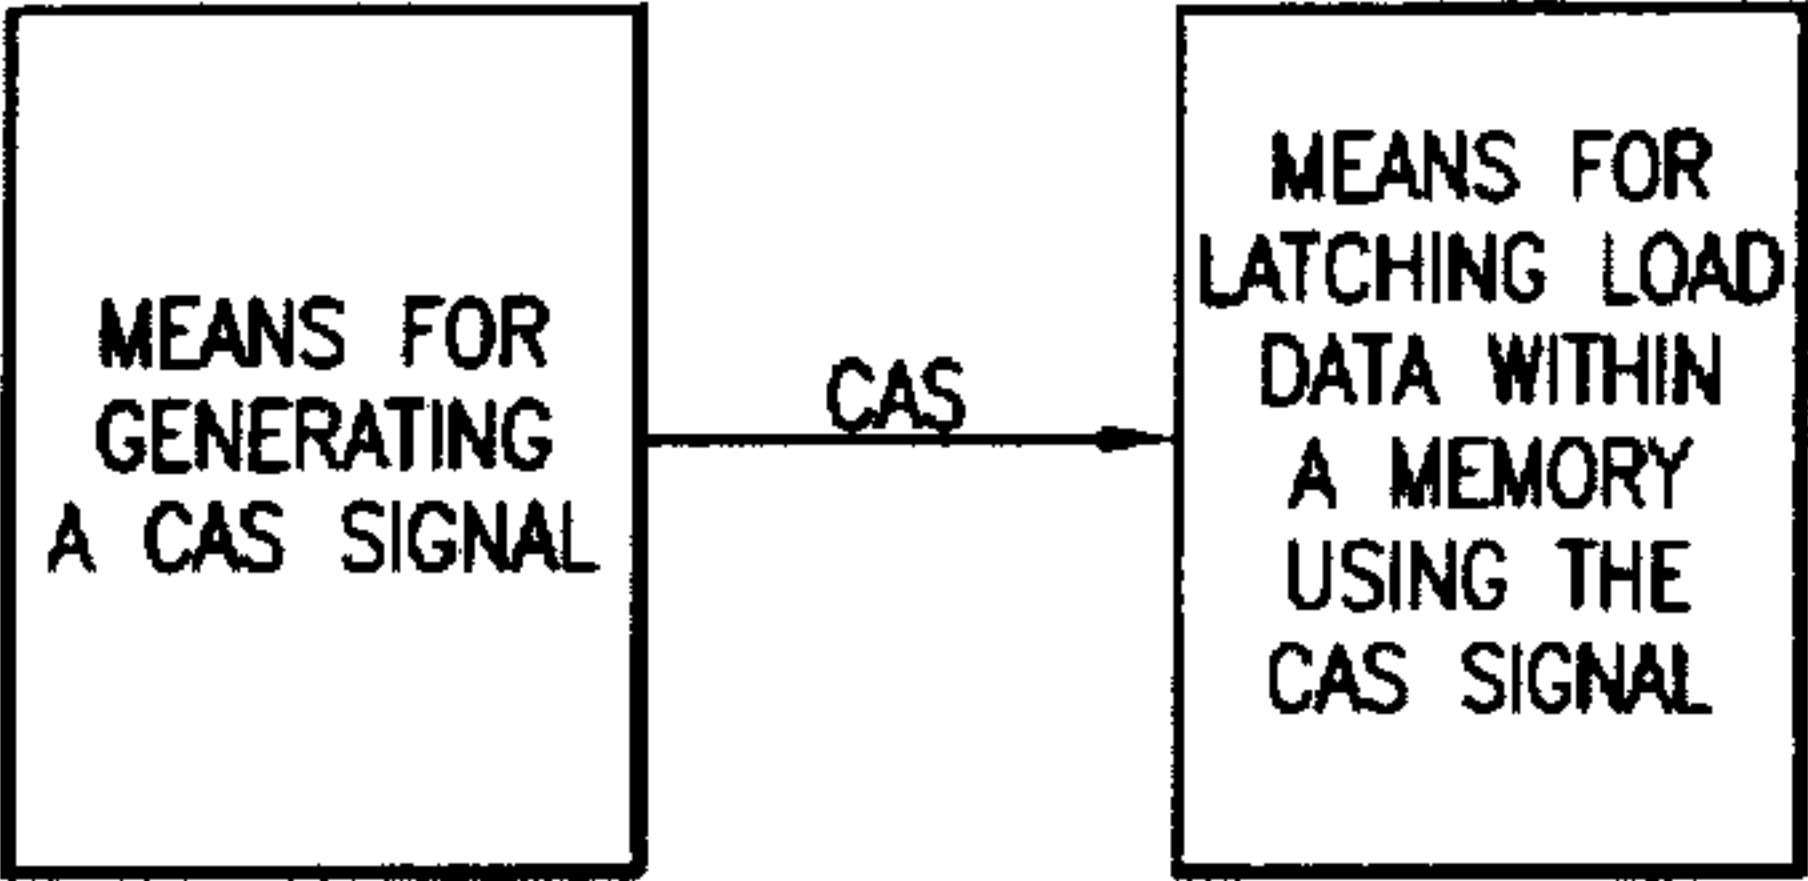 MEANS FOR
GENERATING
A CAS SIGNAL
CAS
MEANS FOR
LATCHING LOAD
DATA WITHIN
A MEMORY
USING THE
CAS SIGNAL